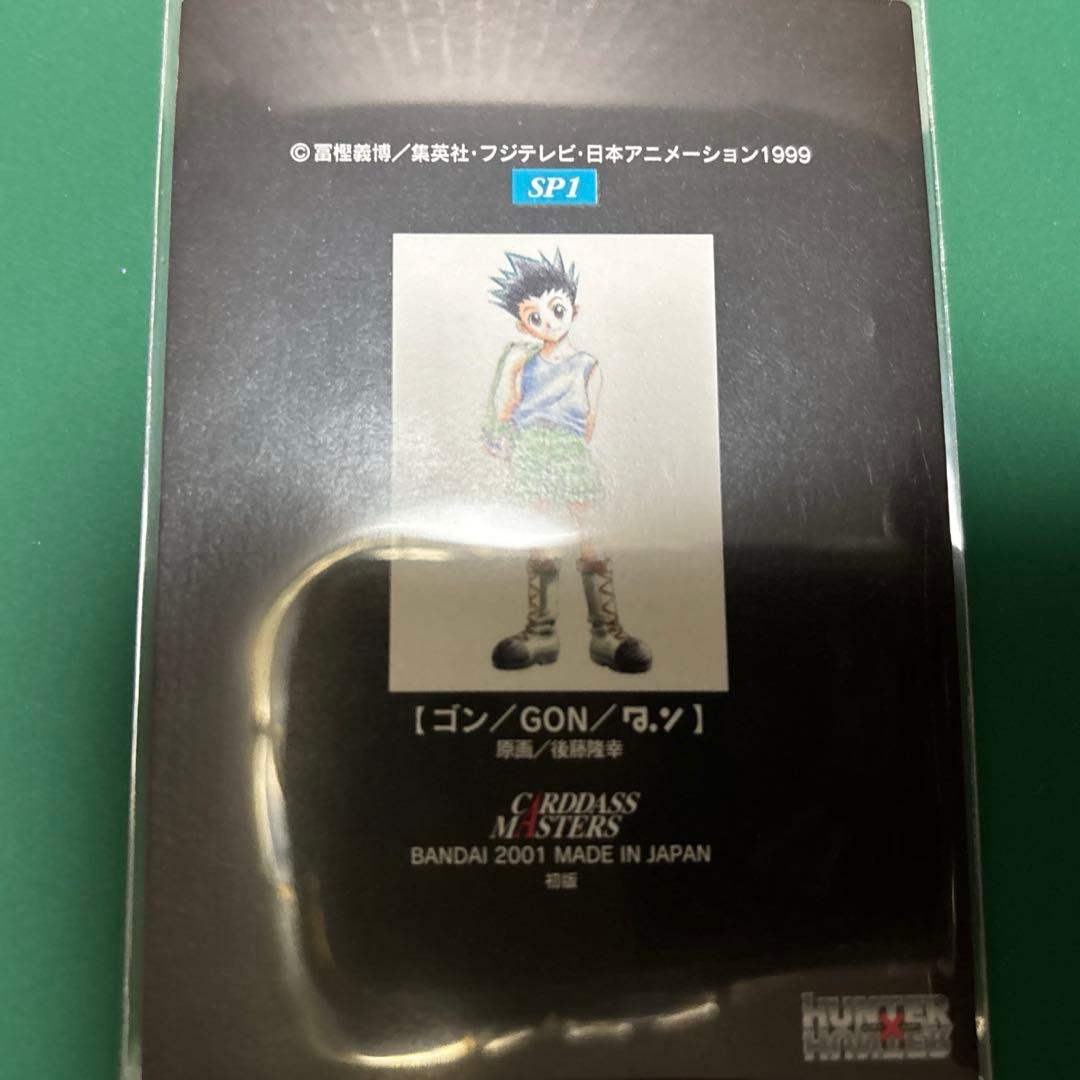 ©冨樫義博／集英社・フジテレビ・日本アニメーション1999
SP1
【ゴン／GON／
】
原画／後藤隆幸
CARDDASS
MASTERS
BANDAI 2001 MADE IN JAPAN
初版
HUNTER
×
HUNTER